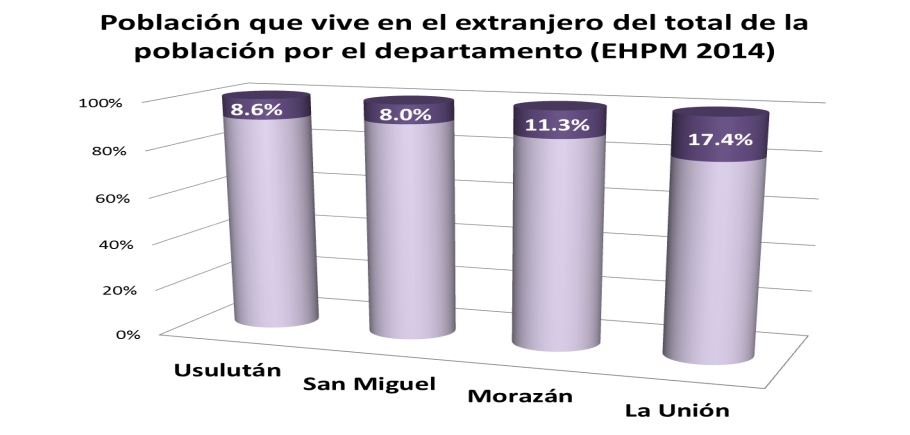 Población que vive en el extranjero del total de la
población por el departamento (EHPM 2014)
100%
80%
60%
40%
20%
0%
8.6%
8.0%
11.3%
17.4%
Usulután
San Miguel
Morazán
La Unión